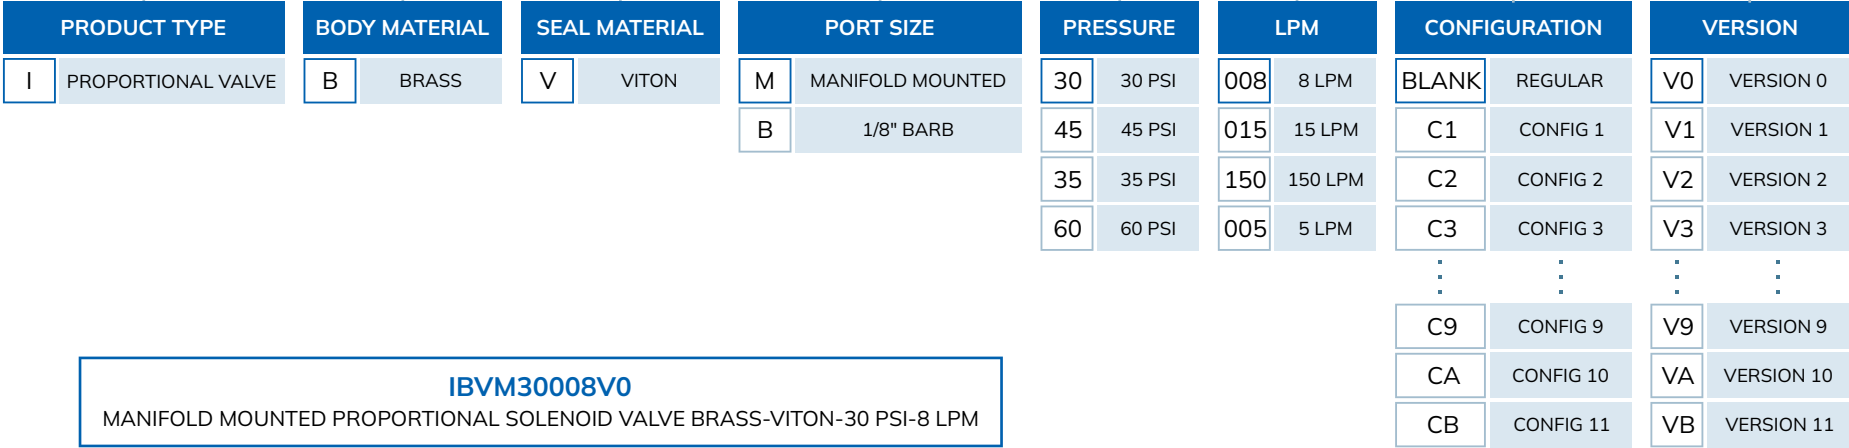 PRODUCT TYPE BODY MATERIAL SEAL MATERIAL PORT SIZE PRESSURE LPM CONFIGURATION VERSION
I PROPORTIONAL VALVE B BRASS V VITON M MANIFOLD MOUNTED 30 30 PSI 008 8 LPM BLANK REGULAR V0 VERSION 0
B 1/8" BARB 45 45 PSI 015 15 LPM C1 CONFIG 1 V1 VERSION 1
35 35 PSI 150 150 LPM C2 CONFIG 2 V2 VERSION 2
60 60 PSI 005 5 LPM C3 CONFIG 3 V3 VERSION 3
C9 CONFIG 9 V9 VERSION 9
CA CONFIG 10 VA VERSION 10
CB CONFIG 11 VB VERSION 11
IBVM30008V0
MANIFOLD MOUNTED PROPORTIONAL SOLENOID VALVE BRASS-VITON-30 PSI-8 LPM